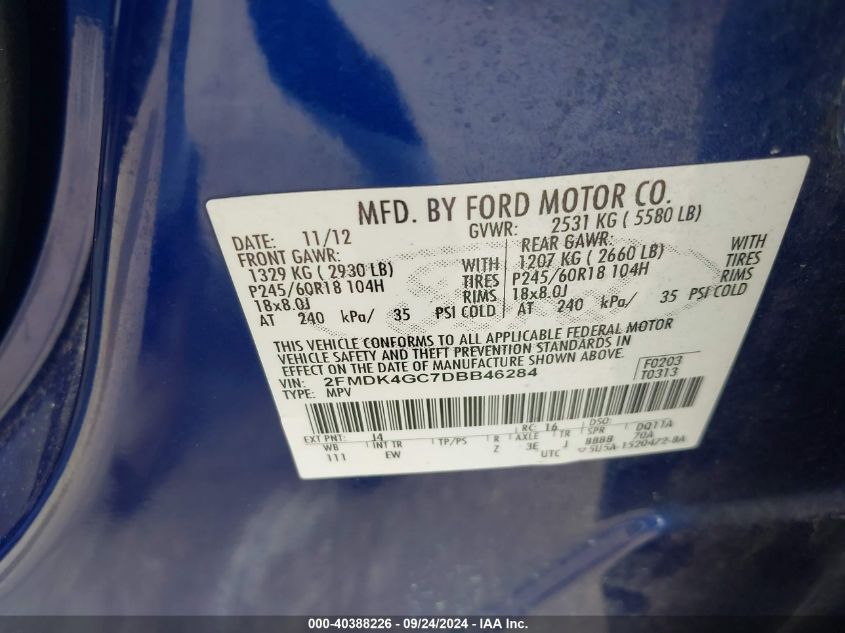 MFD. BY FORD MOTOR CO.
DATE: 11/12 GVWR: 2531 KG ( 5580 LB)
FRONT GAWR: REAR GAWR:
1329 KG ( 2930 LB) WITH 1207 KG ( 2660 LB) WITH
P245/60R18 104H TIRES P245/60R18 104H TIRES
18x8.0J RIMS 18x8.0J RIMS
AT 240 kPa/ 35 PSI COLD AT 240 kPa/ 35 PSI COLD
THIS VEHICLE CONFORMS TO ALL APPLICABLE FEDERAL MOTOR
VEHICLE SAFETY AND THEFT PREVENTION STANDARDS IN
EFFECT ON THE DATE OF MANUFACTURE SHOWN ABOVE.
VIN: 2FMDK4GC7DBB46284 F0203
TYPE: MPV T0313
EXT PNT: J4 RC: 16 DSO: DQ11A
WB INT TR TP/PS R AXLE TR SPR 70A
111 EW Z 3E J 8888
UTC
000-40388226 - 09/24/2024 - IAA Inc.